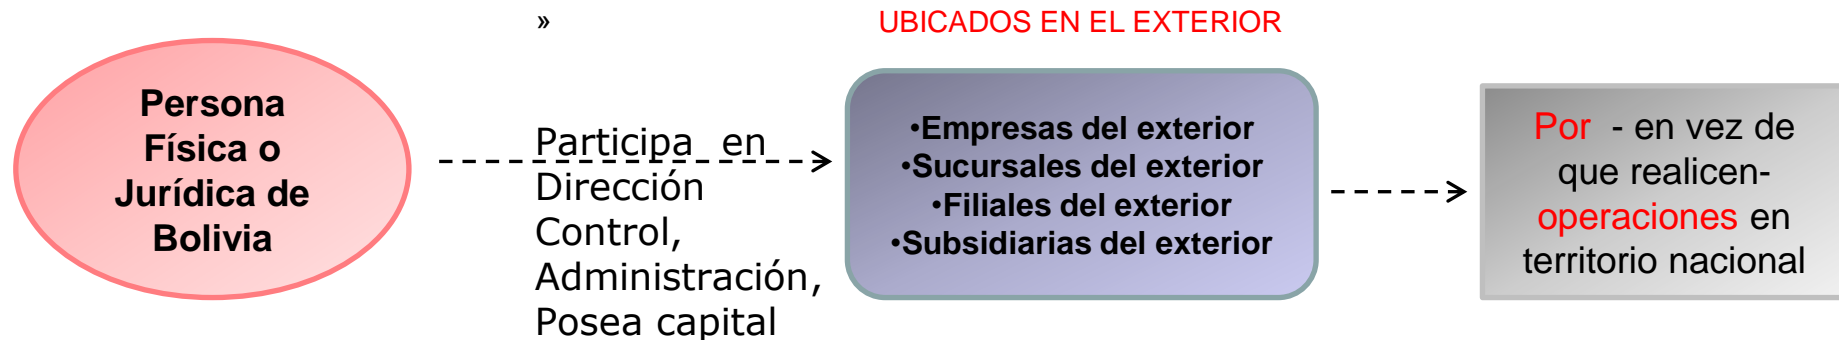 »
UBICADOS EN EL EXTERIOR
Persona
Física o
Jurídica de
Bolivia
Participa en
Dirección
Control,
Administración,
Posea capital
•Empresas del exterior
•Sucursales del exterior
•Filiales del exterior
•Subsidiarias del exterior
Por - en vez de
que realicen-
operaciones en
territorio nacional